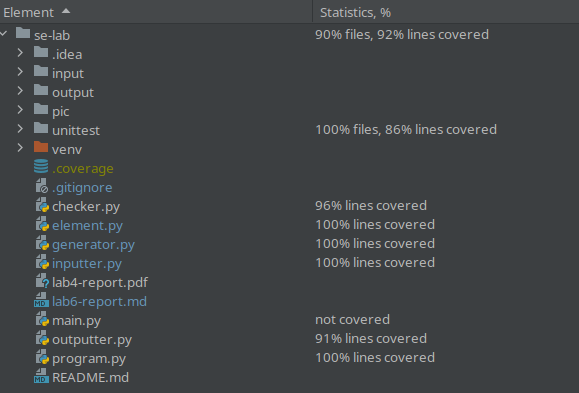 Element Statistics, %
se-lab 90% files, 92% lines covered
.idea
input
output
pic
unittest 100% files, 86% lines covered
venv
.coverage
.gitignore
checker.py 96% lines covered
element.py 100% lines covered
generator.py 100% lines covered
inputter.py 100% lines covered
lab4-report.pdf
MD lab6-report.md
main.py not covered
outputter.py 91% lines covered
program.py 100% lines covered
MD README.md